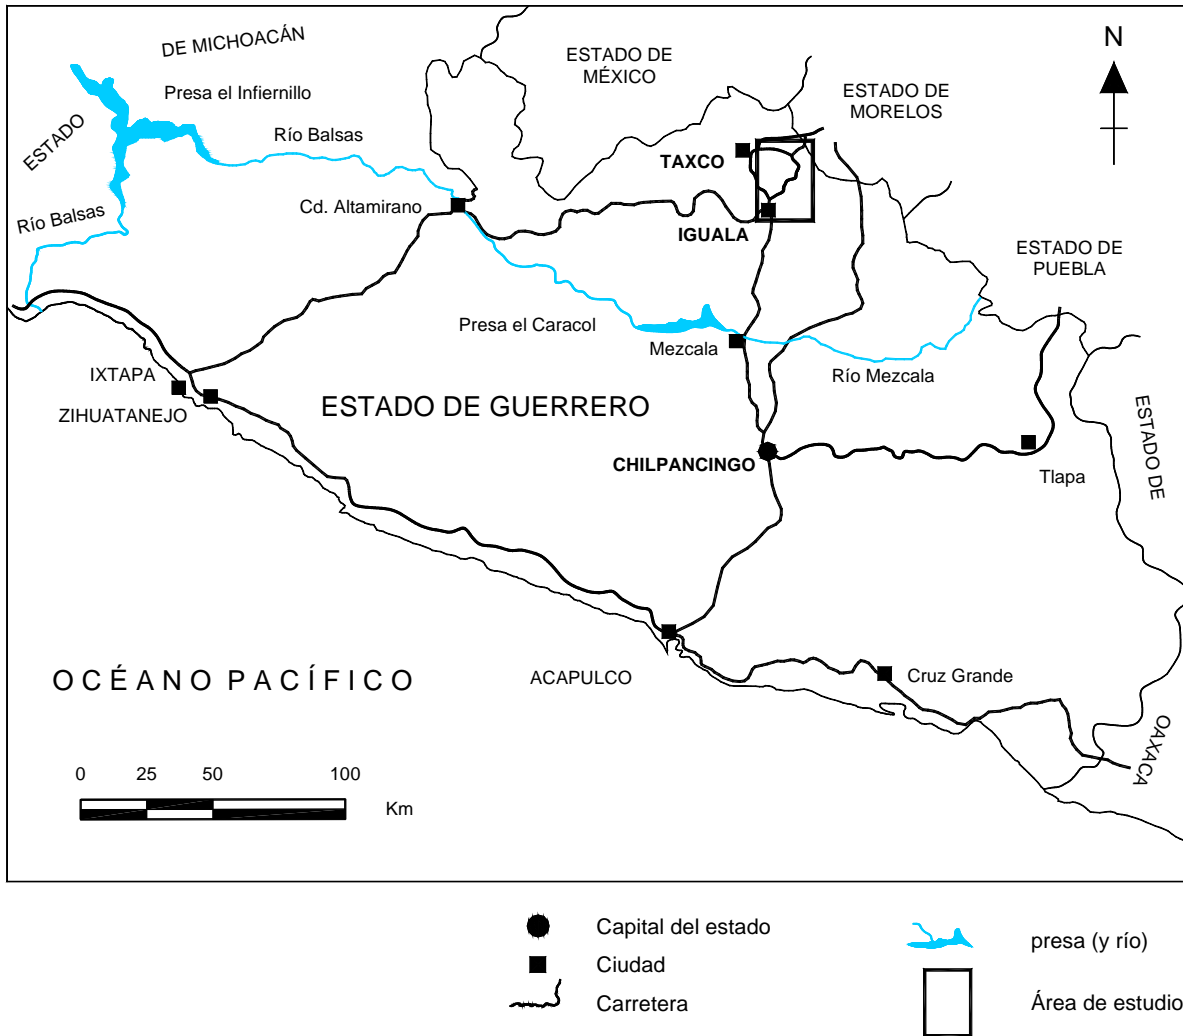 DE MICHOACÁN
ESTADO DE
MÉXICO
N
Presa el Infiernillo
ESTADO DE
MORELOS
ESTADO
Río Balsas
TAXCO
Río Balsas
Cd. Altamirano
IGUALA
ESTADO DE
PUEBLA
Presa el Caracol
Mezcala
Río Mezcala
IXTAPA
ZIHUATANEJO
ESTADO DE GUERRERO
ESTADO DE
CHILPANCINGO
Tlapa
OCÉANO PACÍFICO
ACAPULCO
Cruz Grande
OAXACA
0 25 50 100
Km
Capital del estado
Ciudad
Carretera
presa (y río)
Área de estudio